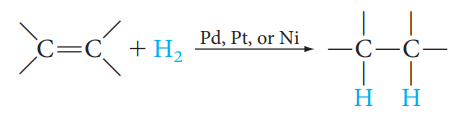 C=C + H₂ Pd, Pt, or Ni —C—C—
H H